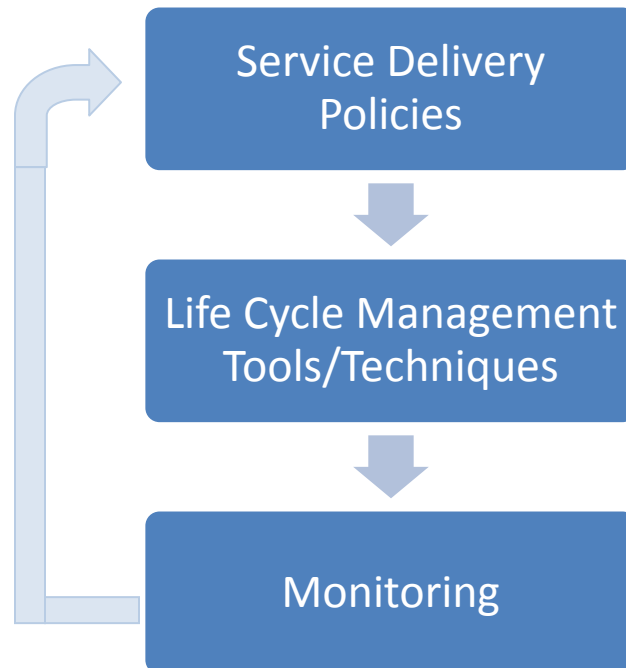 Service Delivery
Policies
Life Cycle Management
Tools/Techniques
Monitoring